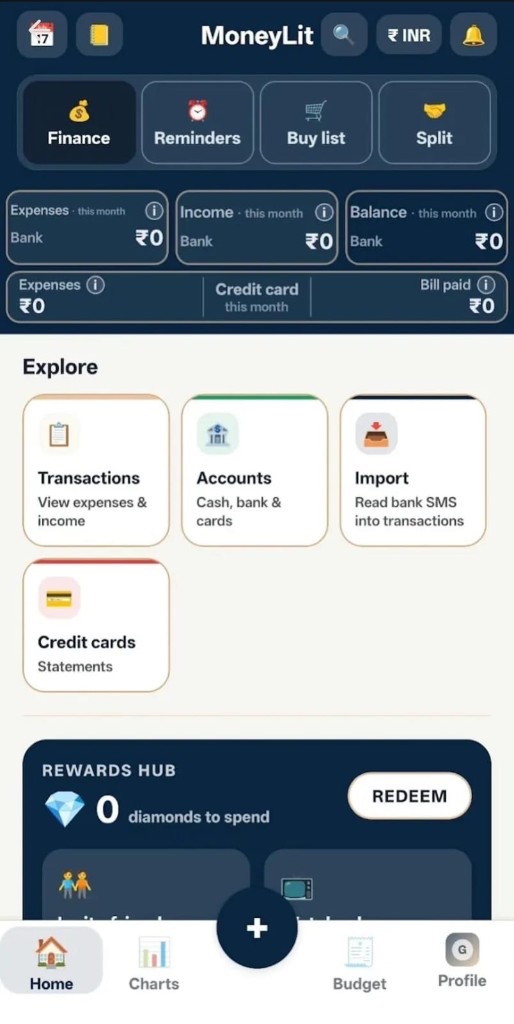 17
MoneyLit
₹ INR
Finance
Reminders
Buy list
Split
Expenses · this month
Bank ₹0
Income · this month
Bank ₹0
Balance · this month
Bank ₹0
Expenses
₹0
Credit card
this month
Bill paid
₹0
Explore
Transactions
View expenses &
income
Accounts
Cash, bank &
cards
Import
Read bank SMS
into transactions
Credit cards
Statements
REWARDS HUB
0 diamonds to spend
REDEEM
+
Home
Charts
Budget
G
Profile